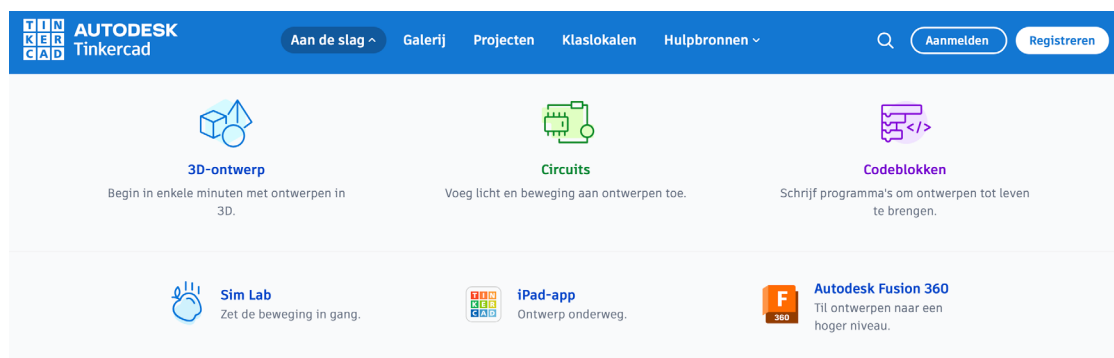 TIN
KER
CAD
AUTODESK
Tinkercad
Aan de slag
Galerij
Projecten
Klaslokalen
Hulpbronnen
Aanmelden
Registreren
3D-ontwerp
Begin in enkele minuten met ontwerpen in
3D.
Circuits
Voeg licht en beweging aan ontwerpen toe.
Codeblokken
Schrijf programma's om ontwerpen tot leven
te brengen.
Sim Lab
Zet de beweging in gang.
TIN
KER
CAD
iPad-app
Ontwerp onderweg.
F
360
Autodesk Fusion 360
Til ontwerpen naar een
hoger niveau.